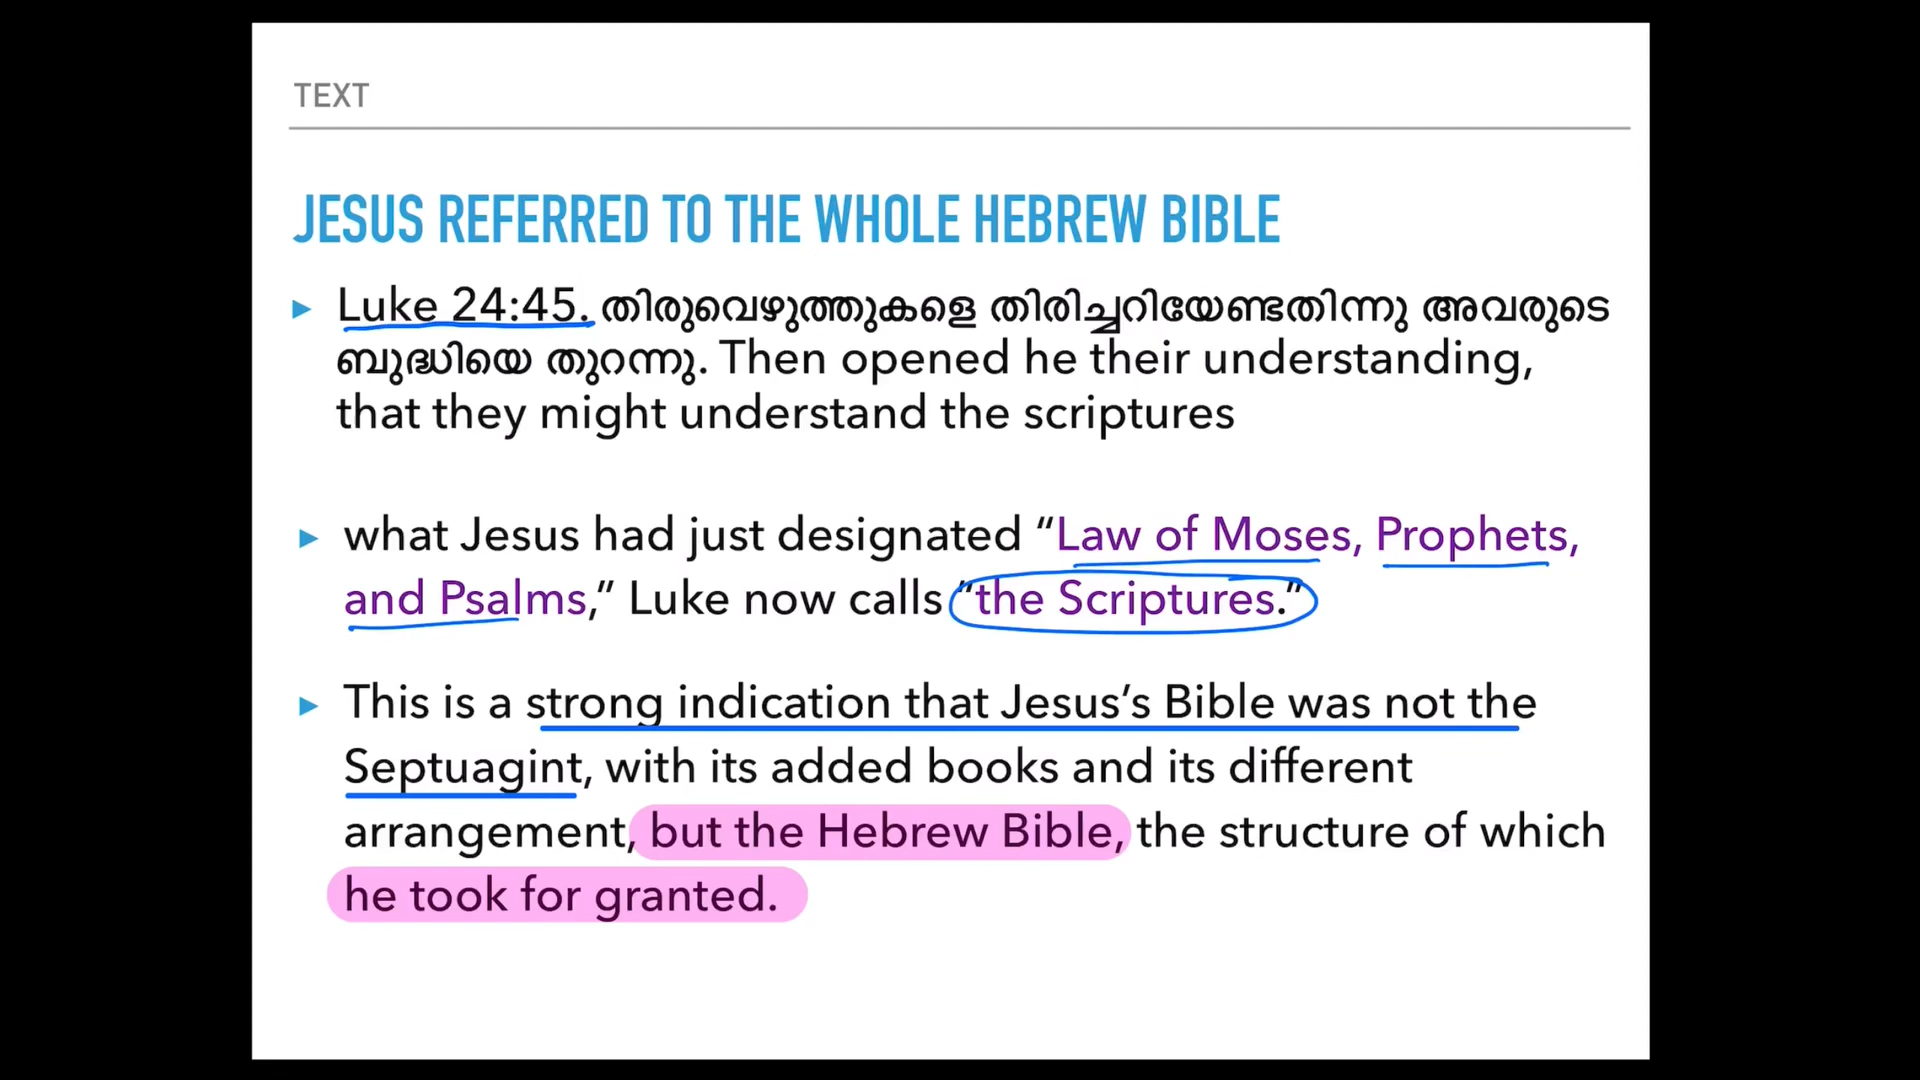 TEXT
JESUS REFERRED TO THE WHOLE HEBREW BIBLE
▸ Luke 24:45. തിരുവെഴുത്തുകളെ തിരിച്ചറിയേണ്ടതിന്നു അവരുടെ
ബുദ്ധിയെ തുറന്നു. Then opened he their understanding,
that they might understand the scriptures
▸ what Jesus had just designated “Law of Moses, Prophets,
and Psalms,” Luke now calls “the Scriptures.”
▸ This is a strong indication that Jesus’s Bible was not the
Septuagint, with its added books and its different
arrangement, but the Hebrew Bible, the structure of which
he took for granted.